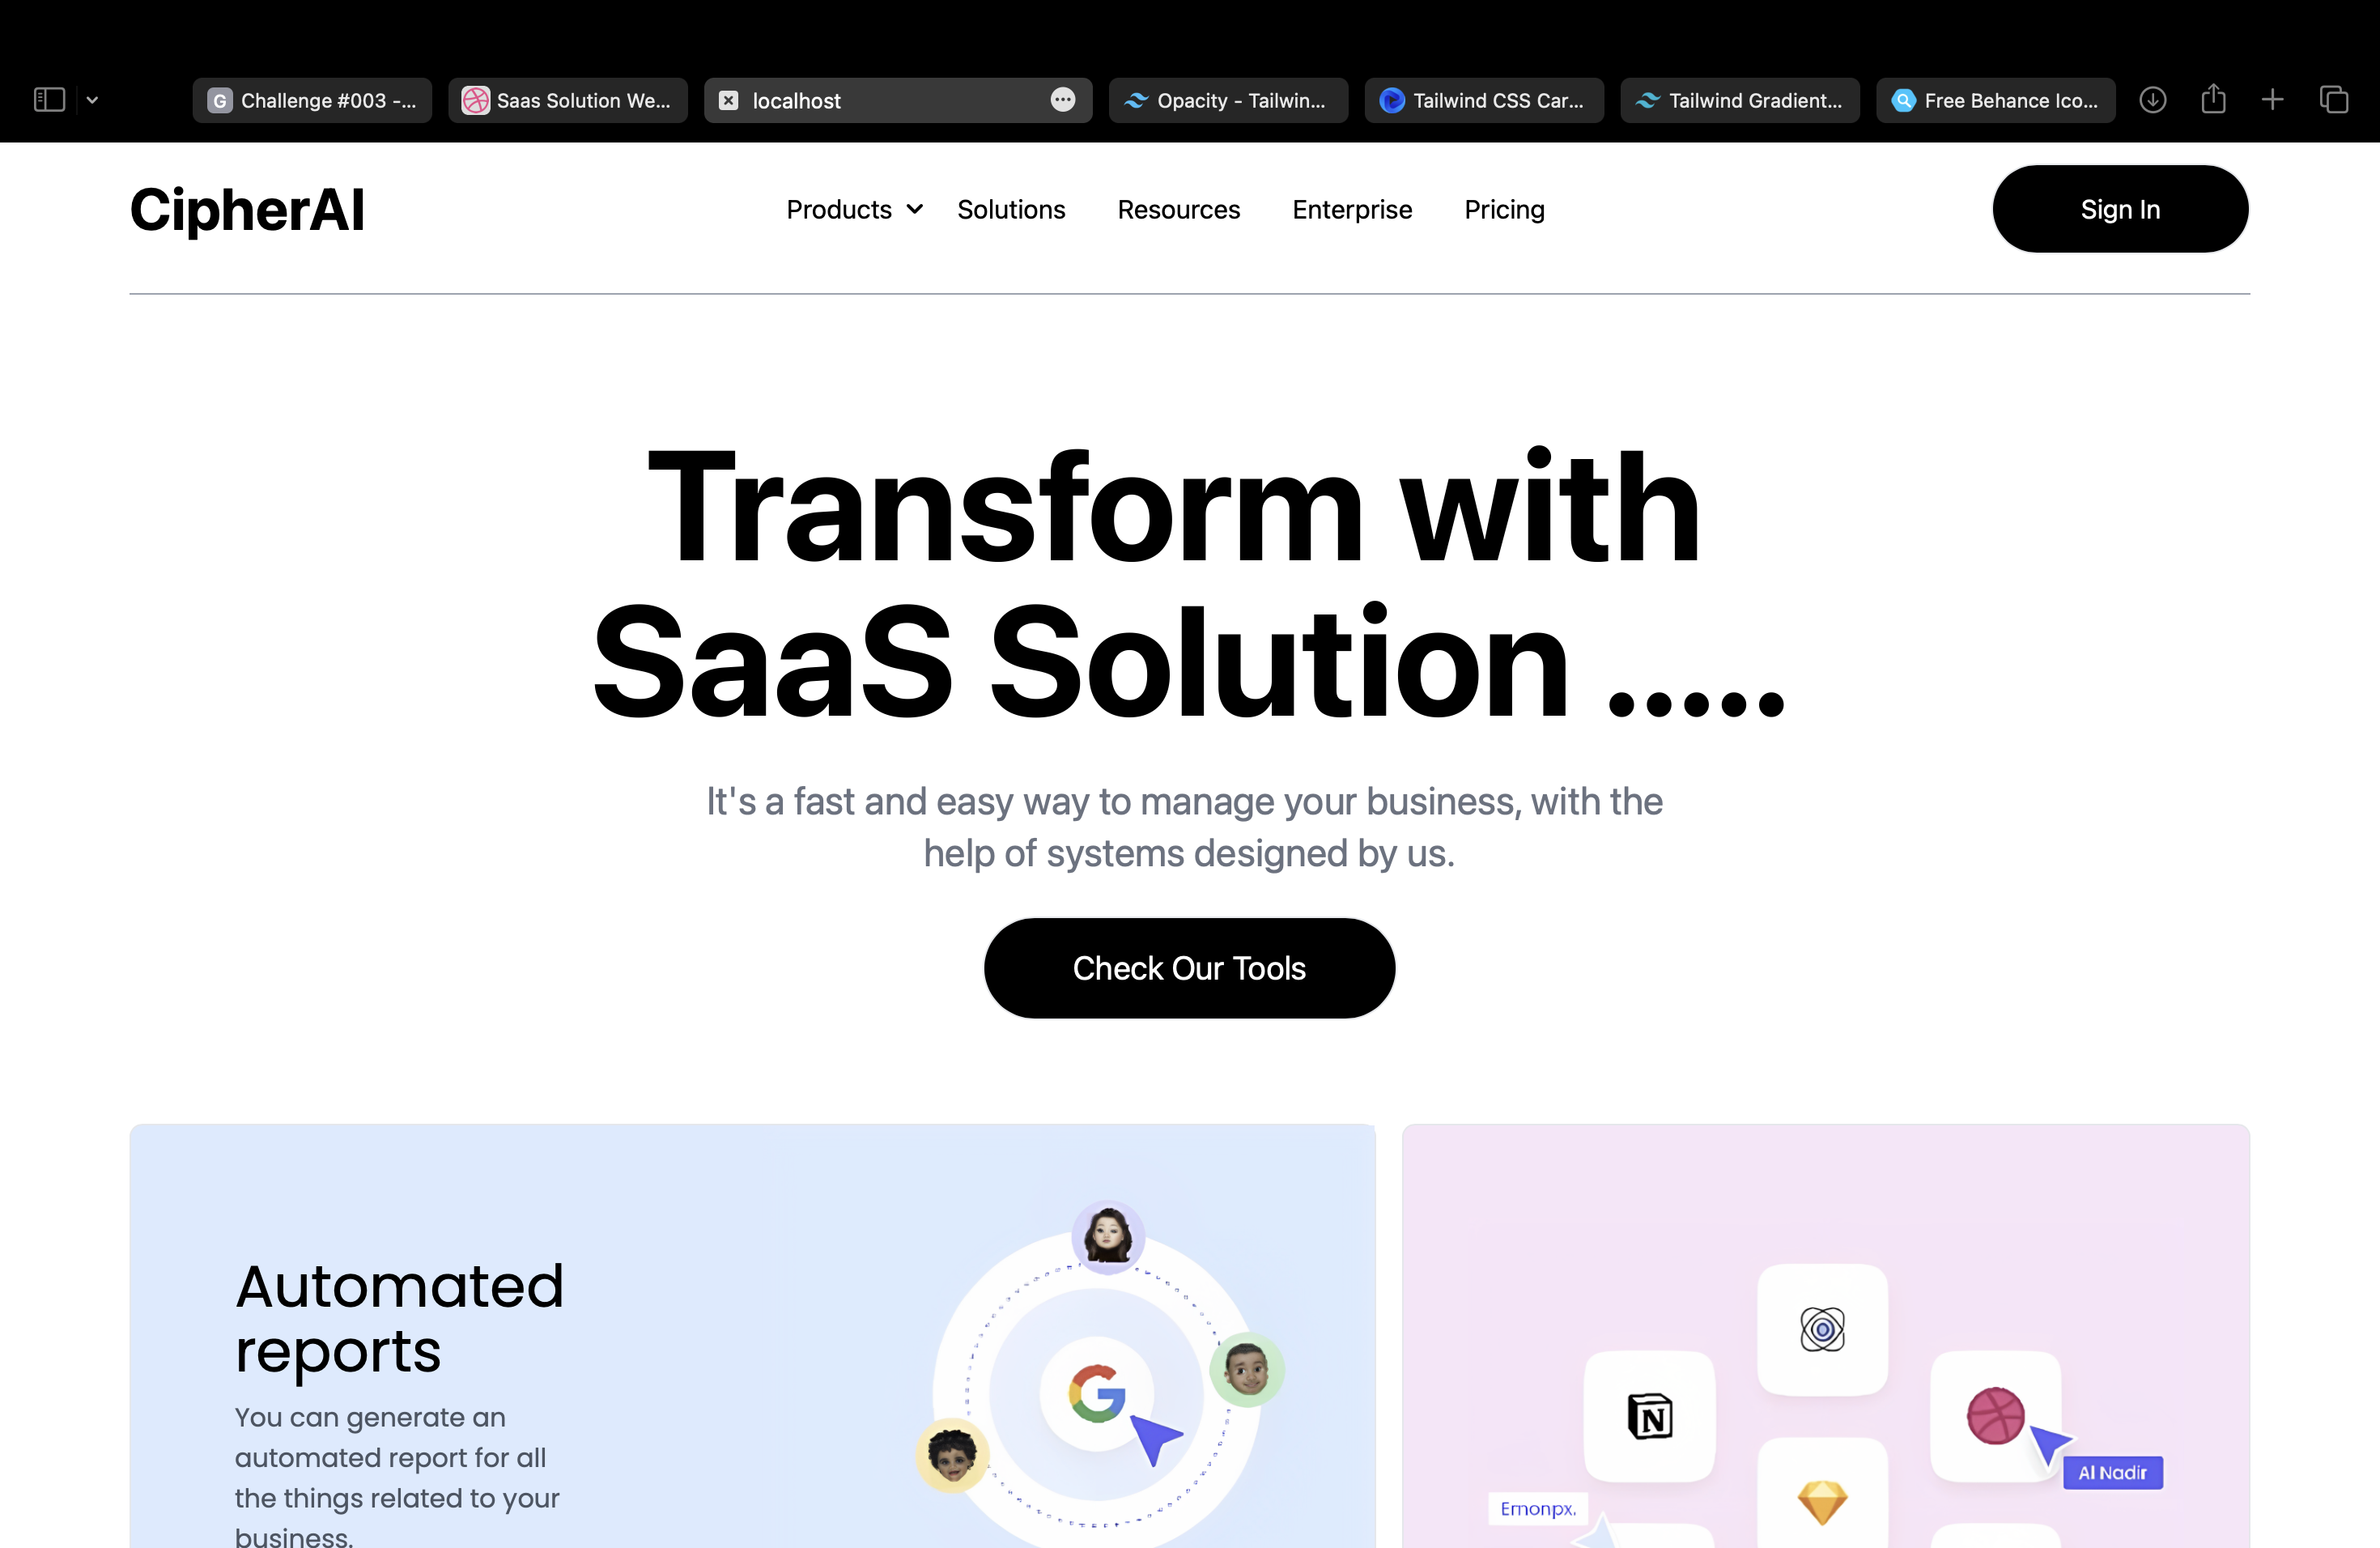 Challenge #003 -...
Saas Solution We...
localhost
Opacity - Tailwin...
Tailwind CSS Car...
Tailwind Gradient...
Free Behance Ico...
CipherAI
Products
Solutions
Resources
Enterprise
Pricing
Sign In
Transform with
SaaS Solution .....
It's a fast and easy way to manage your business, with the
help of systems designed by us.
Check Our Tools
Automated
reports
You can generate an
automated report for all
the things related to your
business.
Al Nadir
Emonpx.